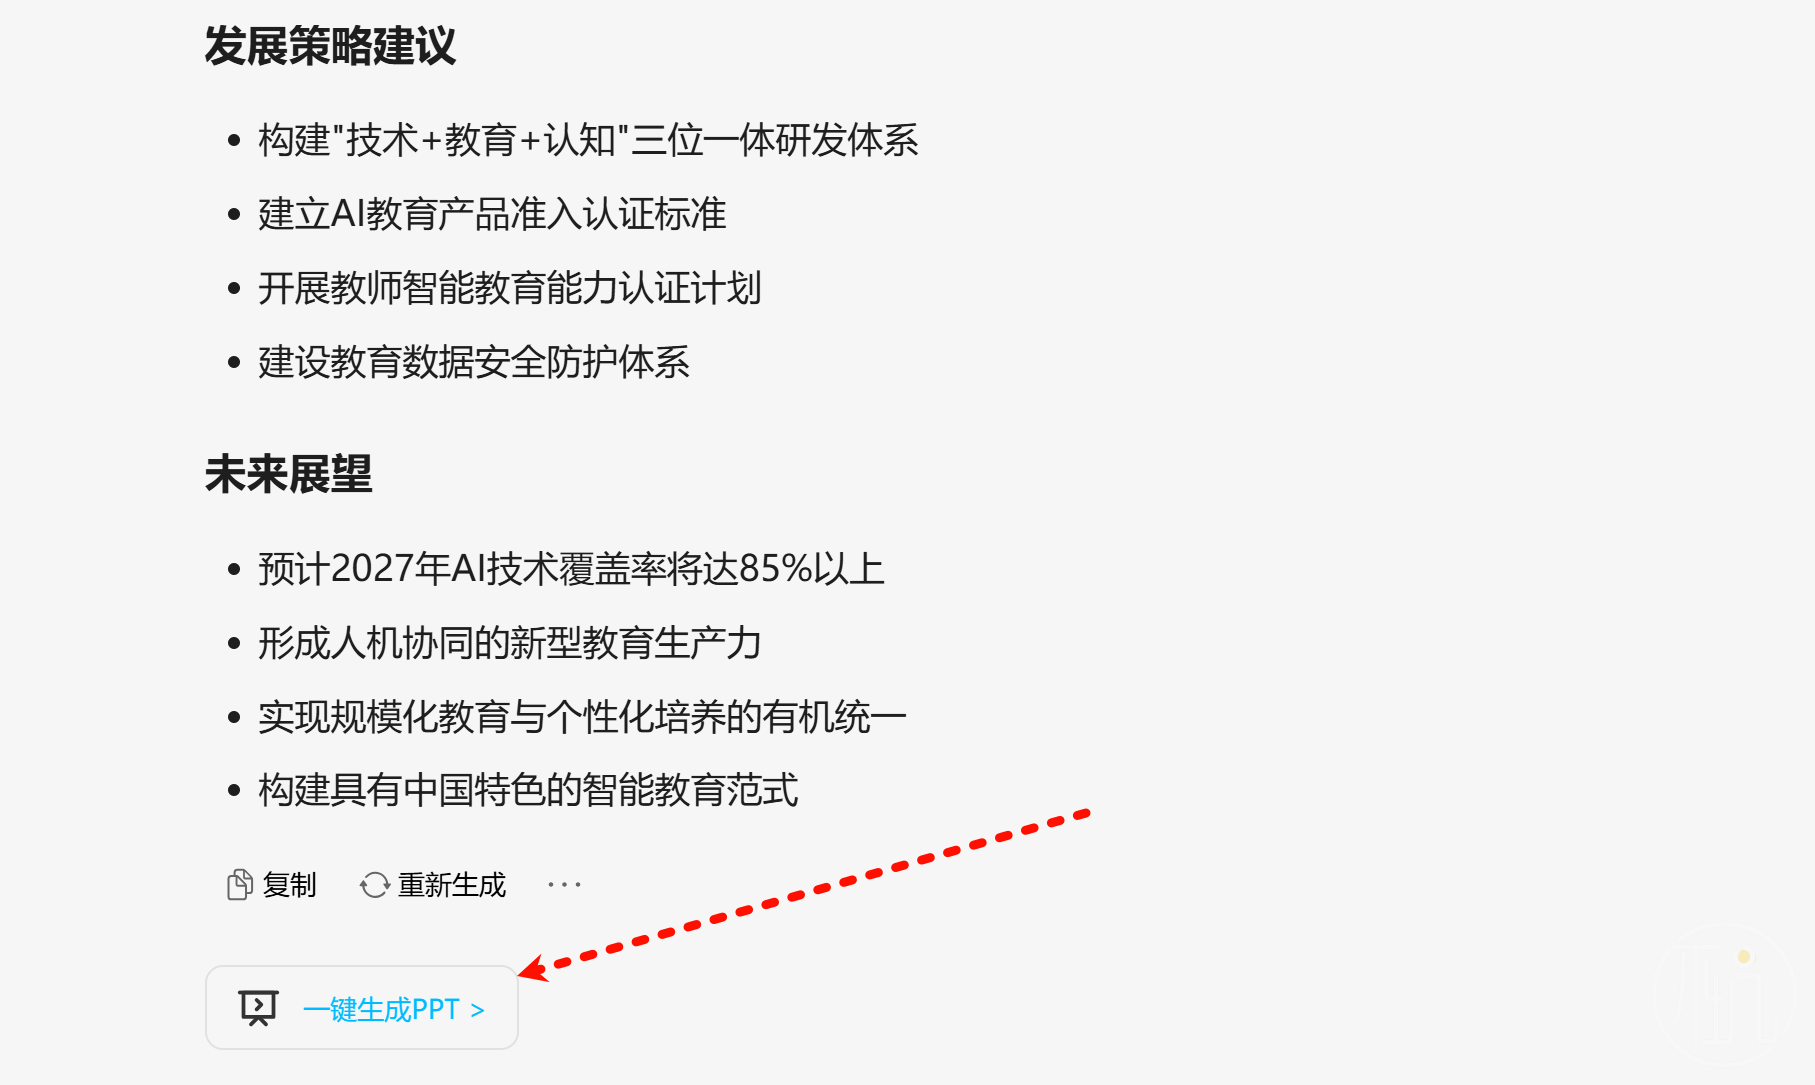 发展策略建议
构建"技术+教育+认知"三位一体研发体系
建立AI教育产品准入认证标准
开展教师智能教育能力认证计划
建设教育数据安全防护体系
未来展望
预计2027年AI技术覆盖率将达85%以上
形成人机协同的新型教育生产力
实现规模化教育与个性化培养的有机统一
构建具有中国特色的智能教育范式
复制 重新生成 ···
一键生成PPT >